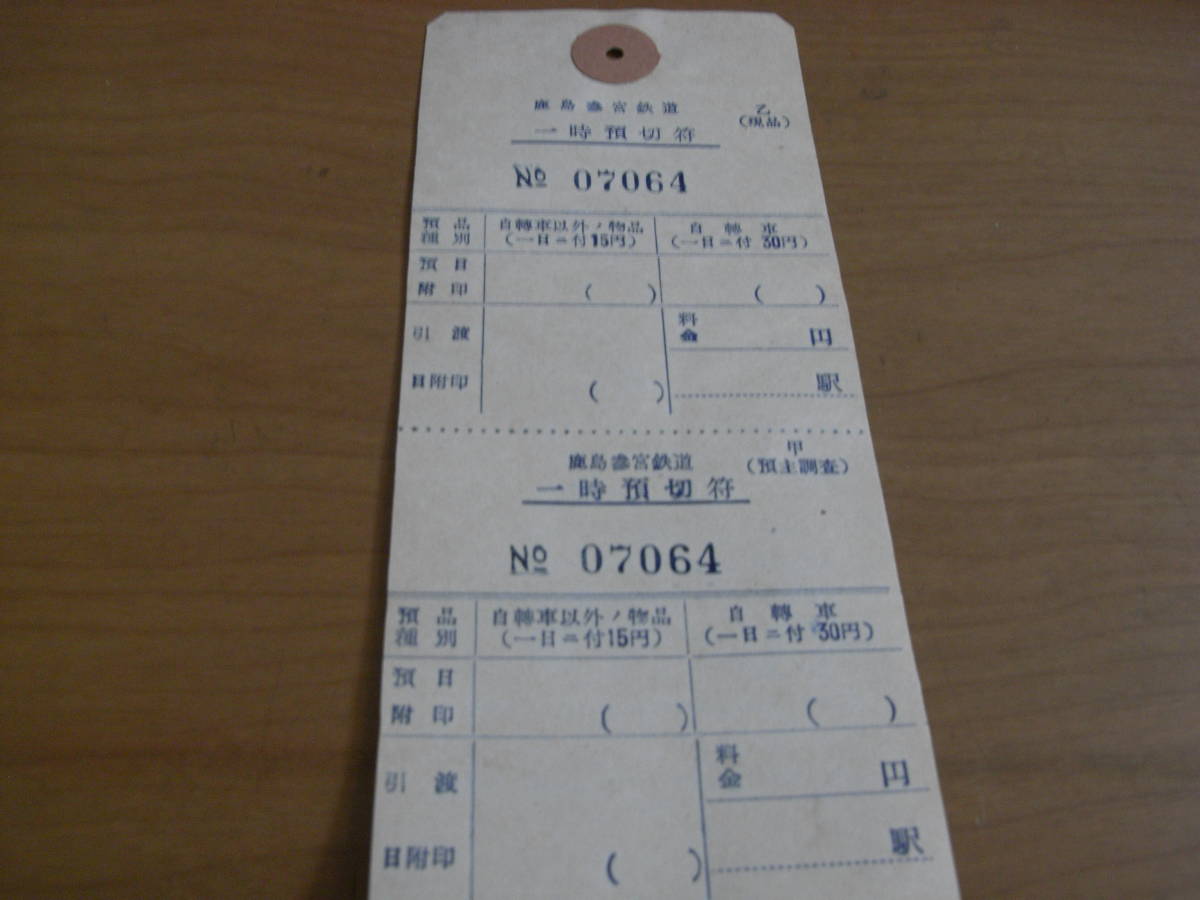 鹿島参宮鉄道
乙
(現品)
一時預切符
№ 07064
預品種別
自轉車以外ノ物品
(一日ニ付15円)
自轉車
(一日ニ付 30円)
預日附印
( )
( )
引渡日附印
( )
料金 円
駅
鹿島参宮鉄道
甲
(預主調査)
一時預切符
№ 07064
預品種別
自轉車以外ノ物品
(一日ニ付15円)
自轉車
(一日ニ付 30円)
預日附印
( )
( )
引渡日附印
( )
料金 円
駅